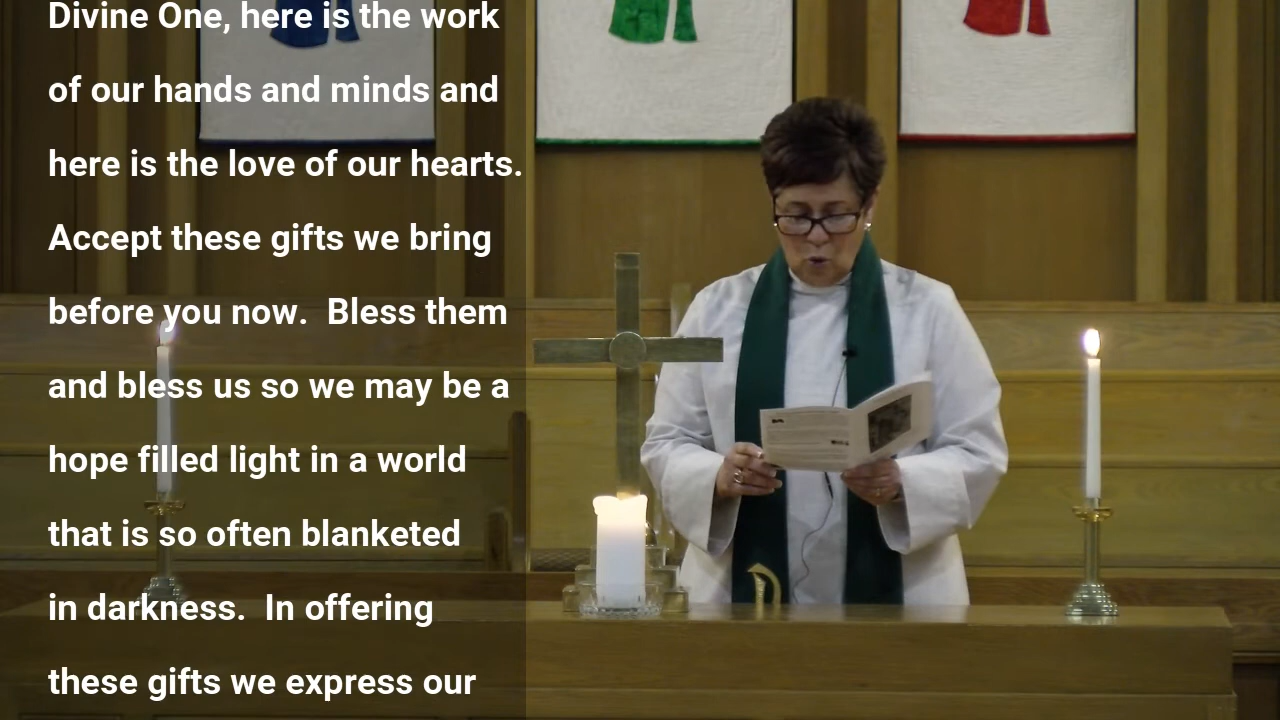 Divine One, here is the work
of our hands and minds and
here is the love of our hearts.
Accept these gifts we bring
before you now.  Bless them
and bless us so we may be a
hope filled light in a world
that is so often blanketed
in darkness.  In offering
these gifts we express our